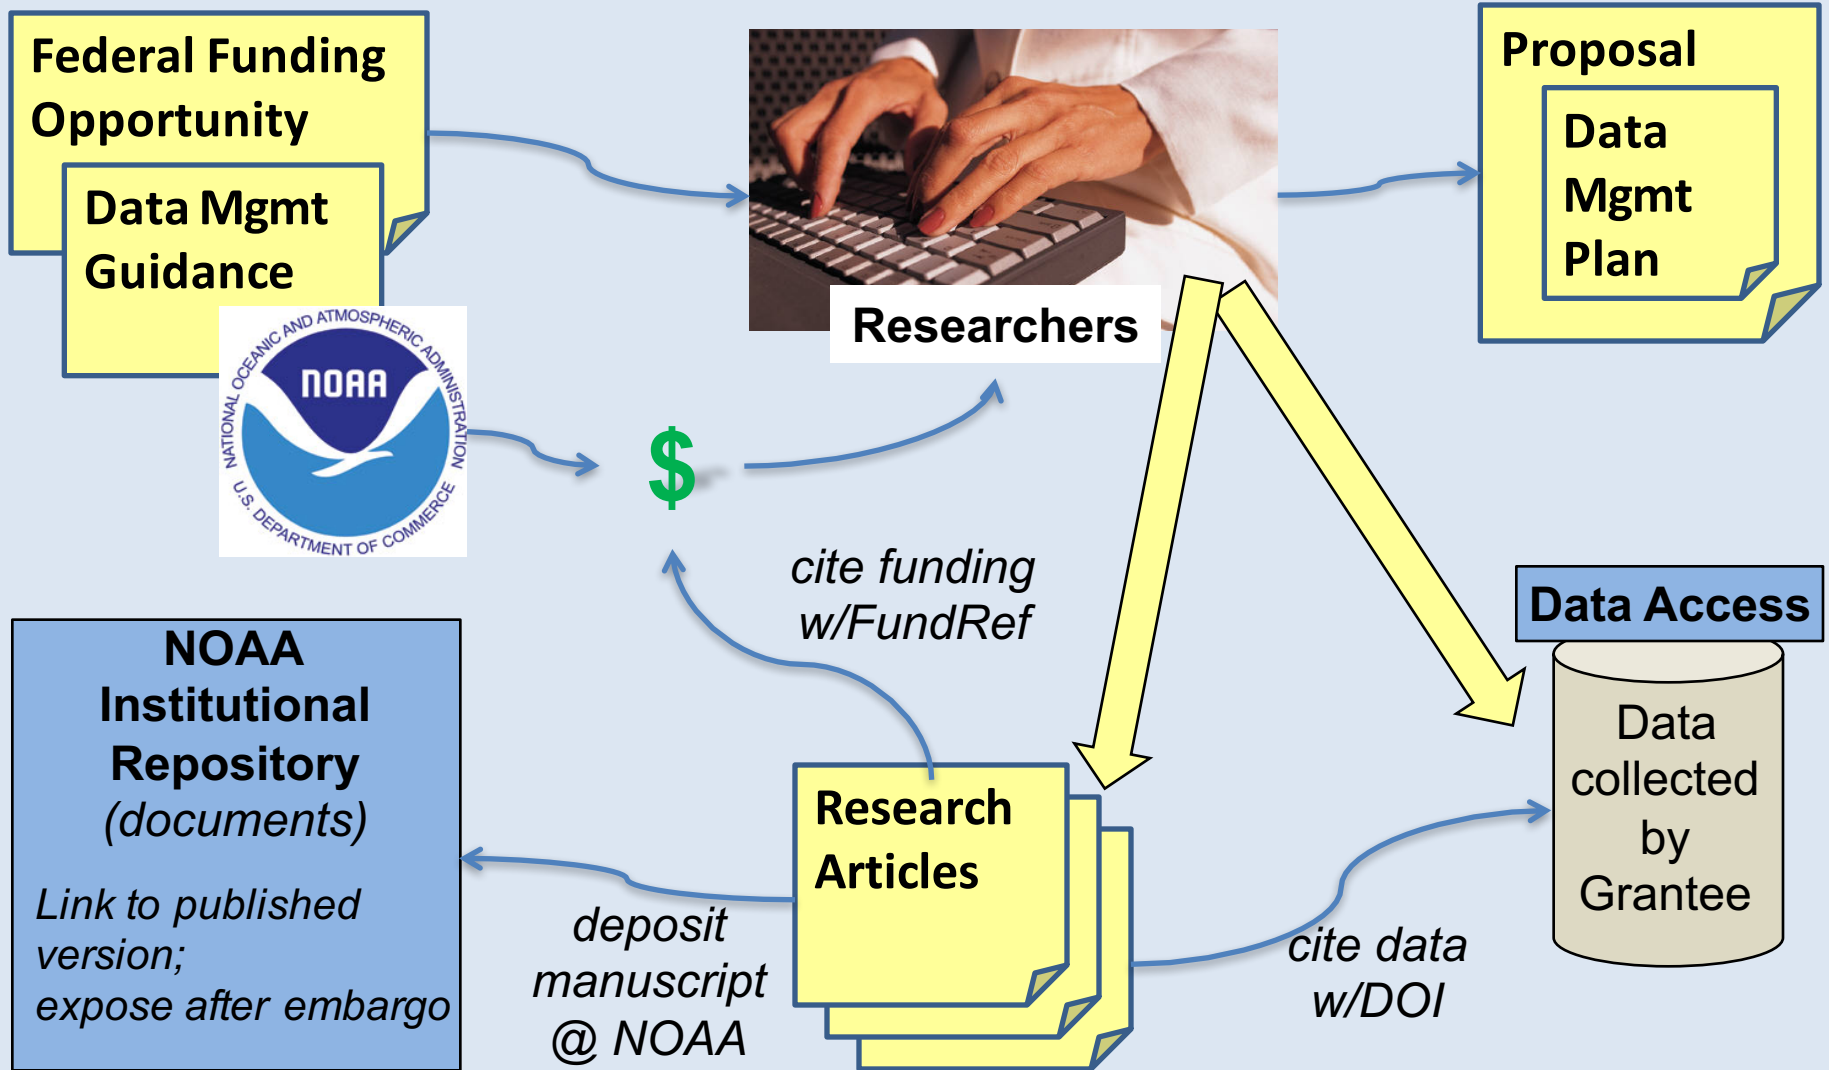 Federal Funding
Opportunity
Data Mgmt
Guidance
NATIONAL OCEANIC AND ATMOSPHERIC ADMINISTRATION
NOAA
U.S. DEPARTMENT OF COMMERCE
Researchers
Proposal
Data
Mgmt
Plan
$
cite funding
w/FundRef
Data Access
Data
collected
by
Grantee
NOAA
Institutional
Repository
(documents)
Link to published
version;
expose after embargo
Research
Articles
deposit
manuscript
@ NOAA
cite data
w/DOI